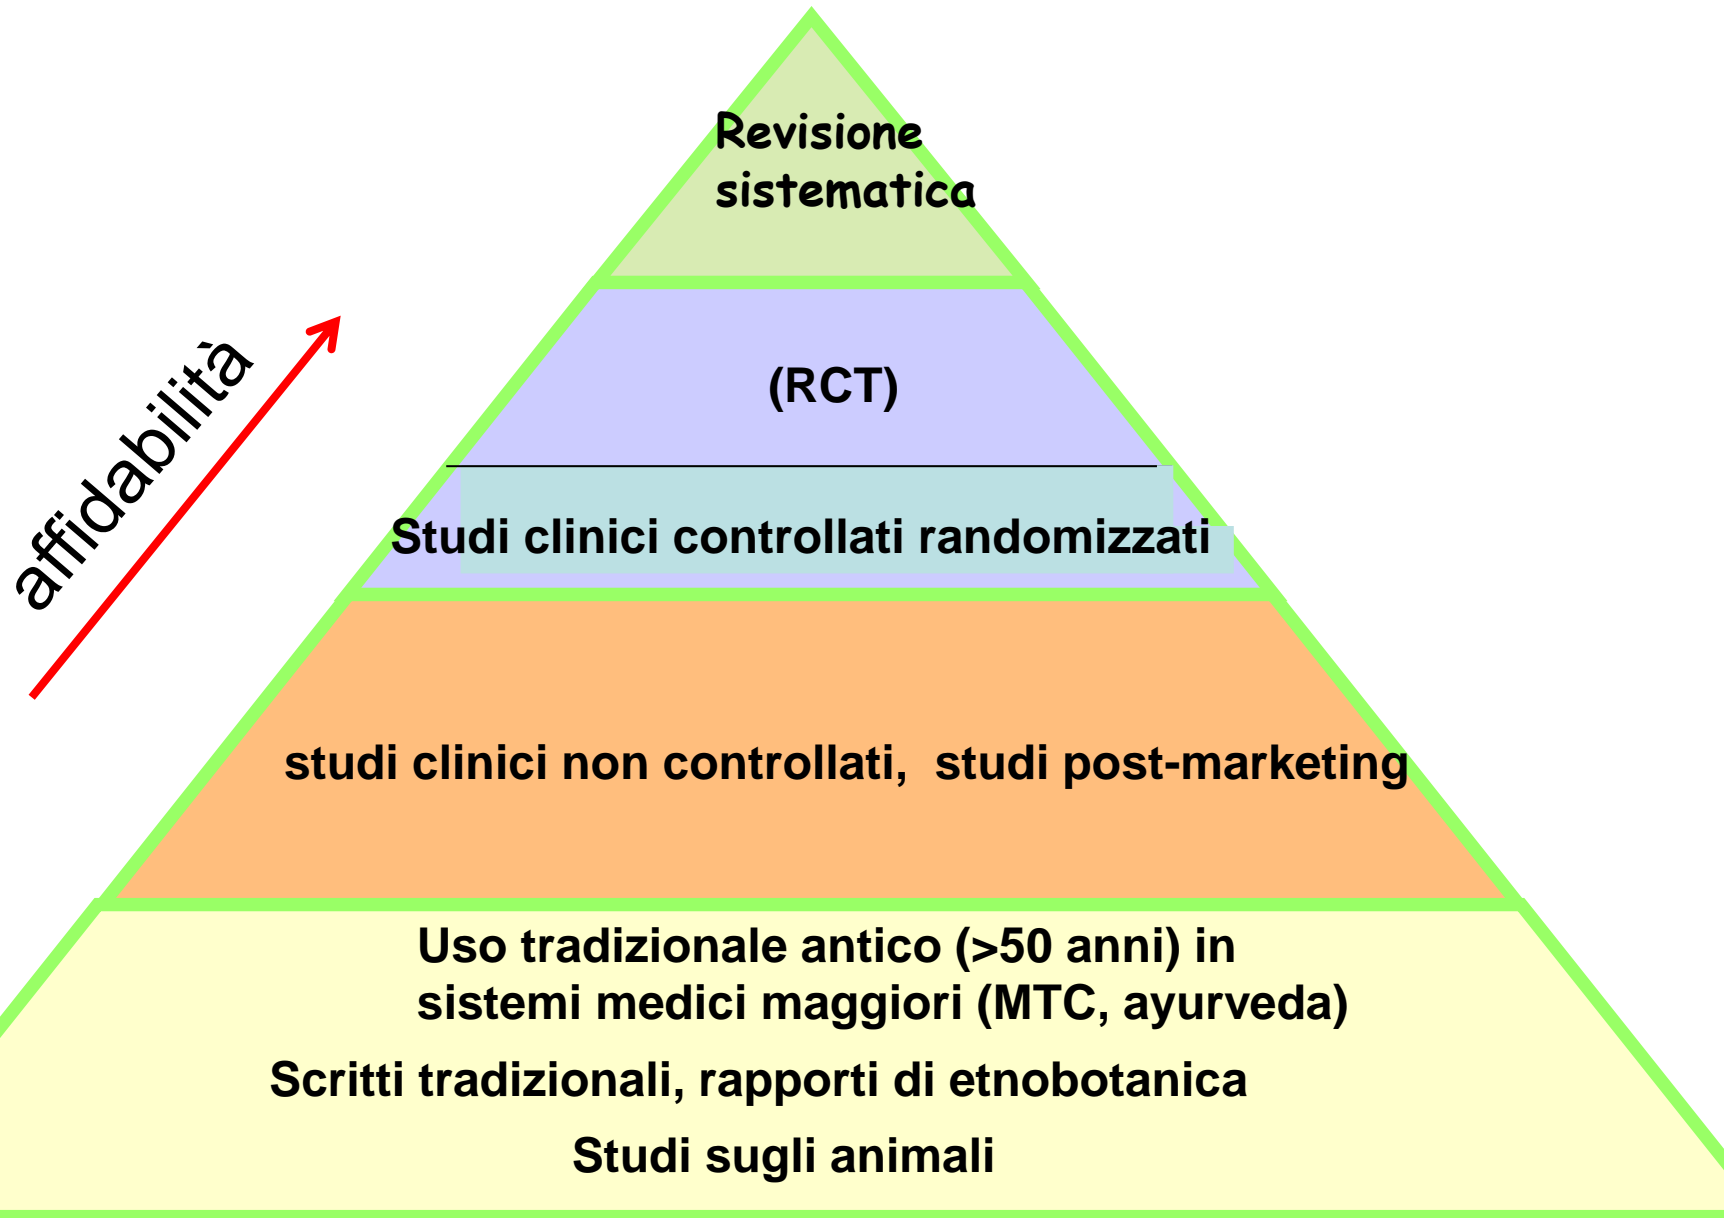 Revisione
sistematica
affidabilità
(RCT)
Studi clinici controllati randomizzati
studi clinici non controllati, studi post-marketing
Uso tradizionale antico (>50 anni) in
sistemi medici maggiori (MTC, ayurveda)
Scritti tradizionali, rapporti di etnobotanica
Studi sugli animali